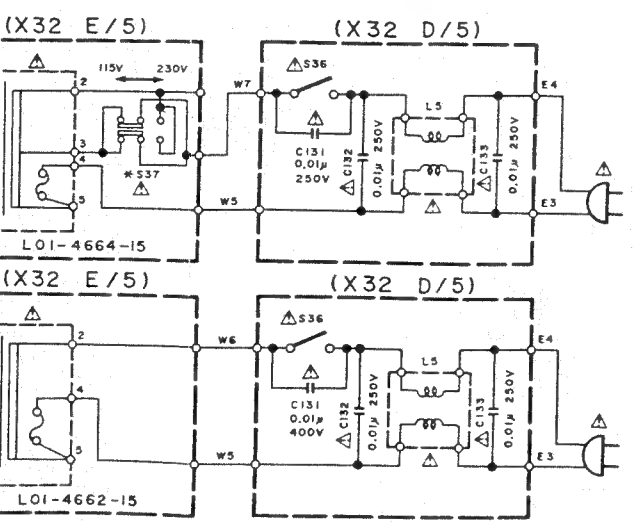 (X32 E/5)
(X32 D/5)
115V 230V
S36
2
W7
E4
L5
3
4
C131
0.01μ
250V
C132
0.01μ 250V
C133
0.01μ 250V
*S37
5
W5
E3
L01-4664-15
(X32 E/5)
(X32 D/5)
S36
2
W6
E4
L5
4
C131
0.01μ
400V
C132
0.01μ 250V
C133
0.01μ 250V
5
W5
E3
L01-4662-15